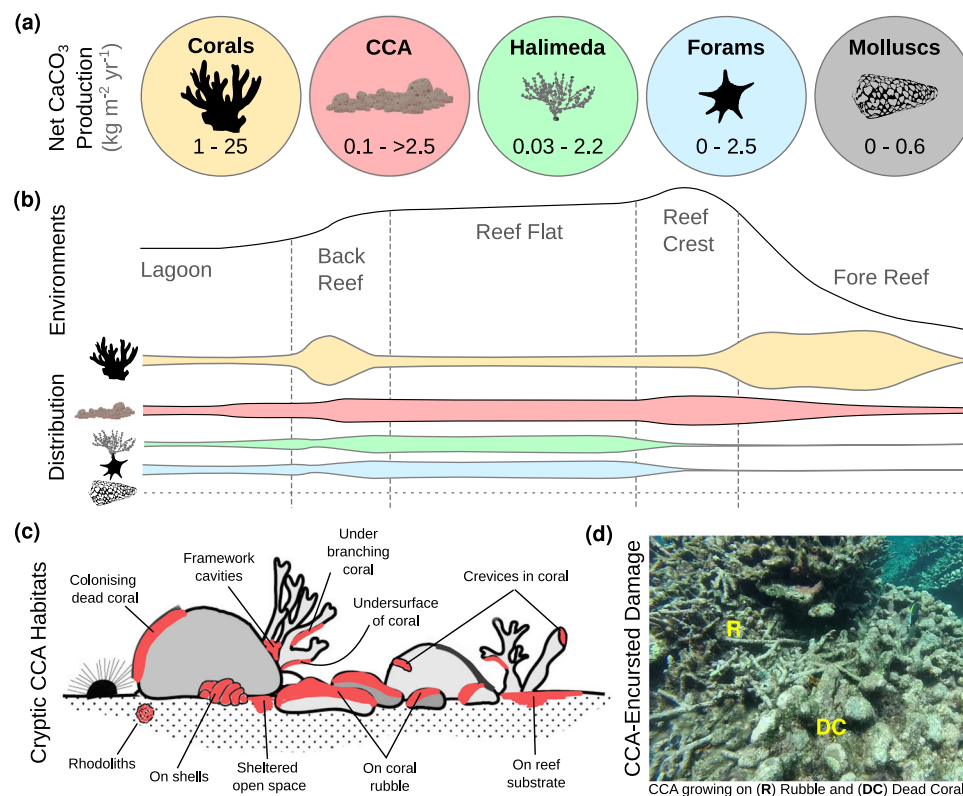 (a)
Net CaCO3
Production
(kg m-2 yr-1)
Corals
1 - 25
CCA
0.1 - >2.5
Halimeda
0.03 - 2.2
Forams
0 - 2.5
Molluscs
0 - 0.6
(b)
Environments
Lagoon
Back
Reef
Reef Flat
Reef
Crest
Fore Reef
Distribution
(c)
Cryptic CCA Habitats
Colonising
dead coral
Framework
cavities
Under
branching
coral
Undersurface
of coral
Crevices in coral
Rhodoliths
On shells
Sheltered
open space
On coral
rubble
On reef
substrate
(d)
CCA-Encursted Damage
R
DC
CCA growing on (R) Rubble and (DC) Dead Coral